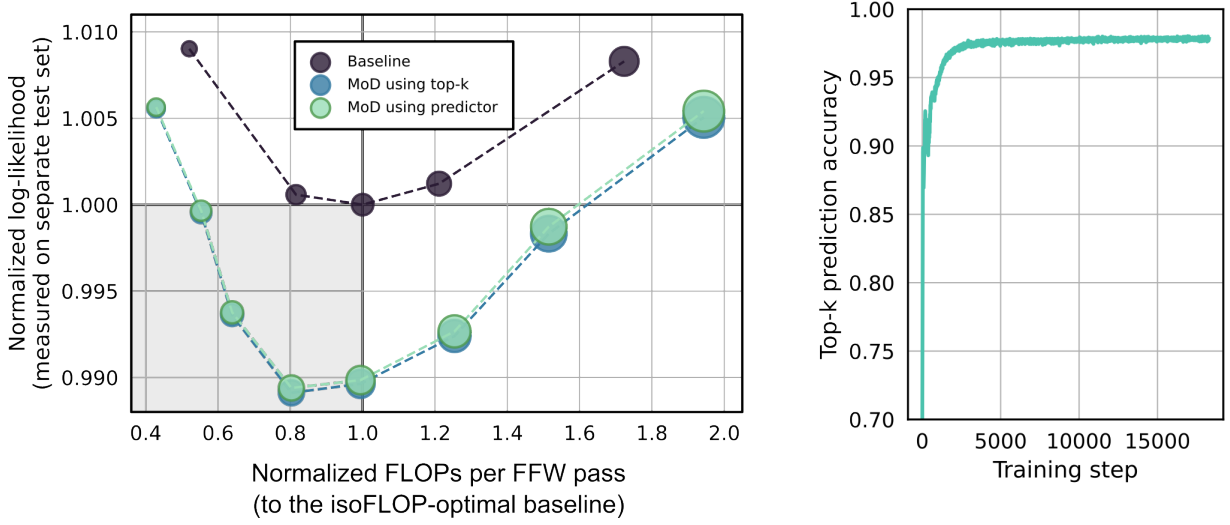 Normalized log-likelihood
(measured on separate test set)
1.010
1.005
1.000
0.995
0.990
Baseline
MoD using top-k
MoD using predictor
0.4 0.6 0.8 1.0 1.2 1.4 1.6 1.8 2.0
Normalized FLOPs per FFW pass
(to the isoFLOP-optimal baseline)
Top-k prediction accuracy
1.00
0.95
0.90
0.85
0.80
0.75
0.70
0 5000 10000 15000
Training step